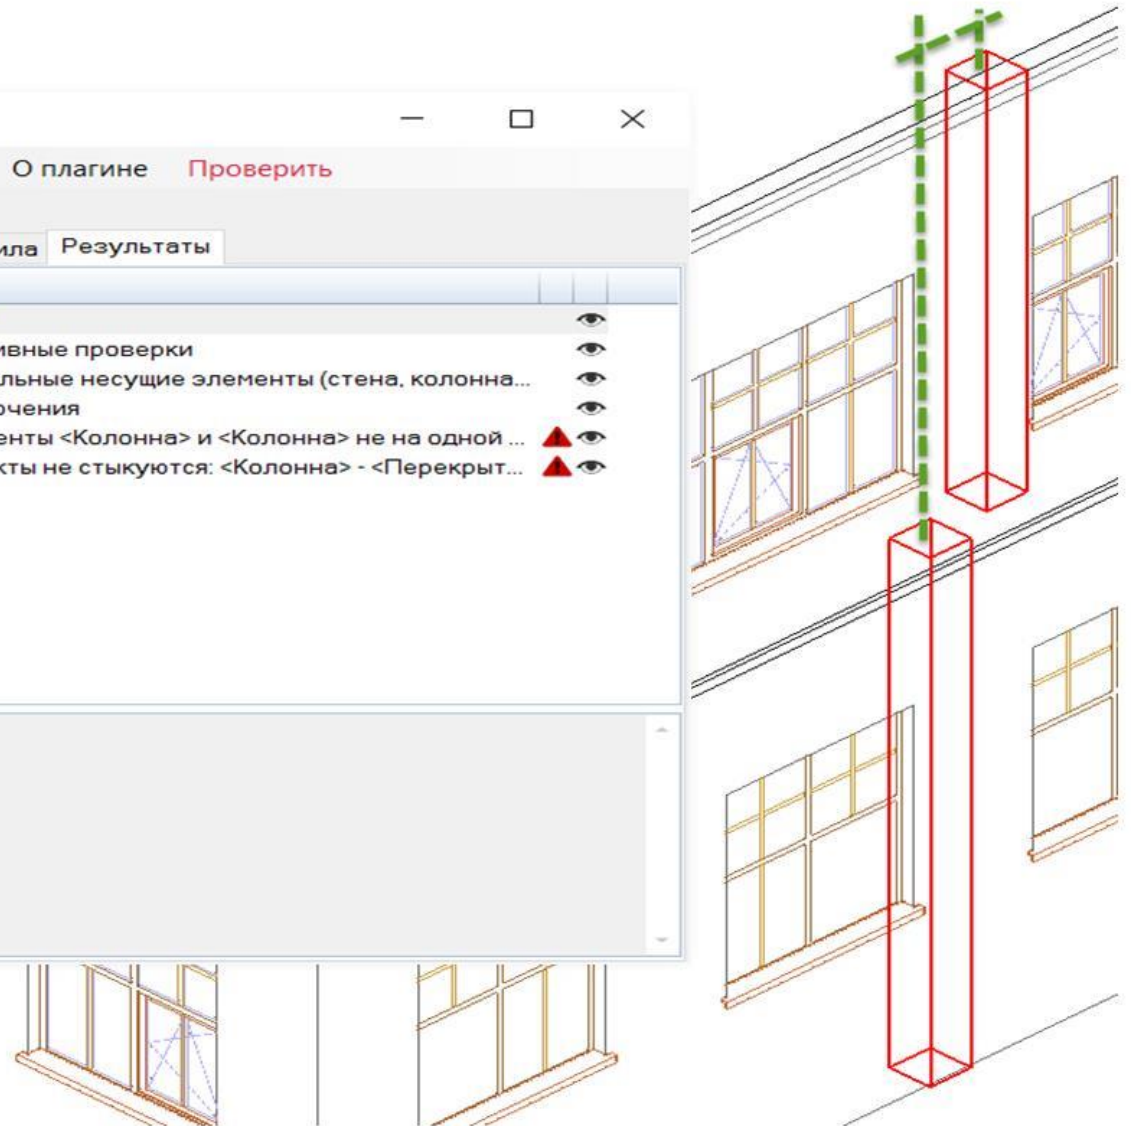 О плагине Проверить
ила Результаты
ивные проверки
льные несущие элементы (стена, колонна...
очения
енты <Колонна> и <Колонна> не на одной ...
кты не стыкуются: <Колонна> - <Перекрыт...